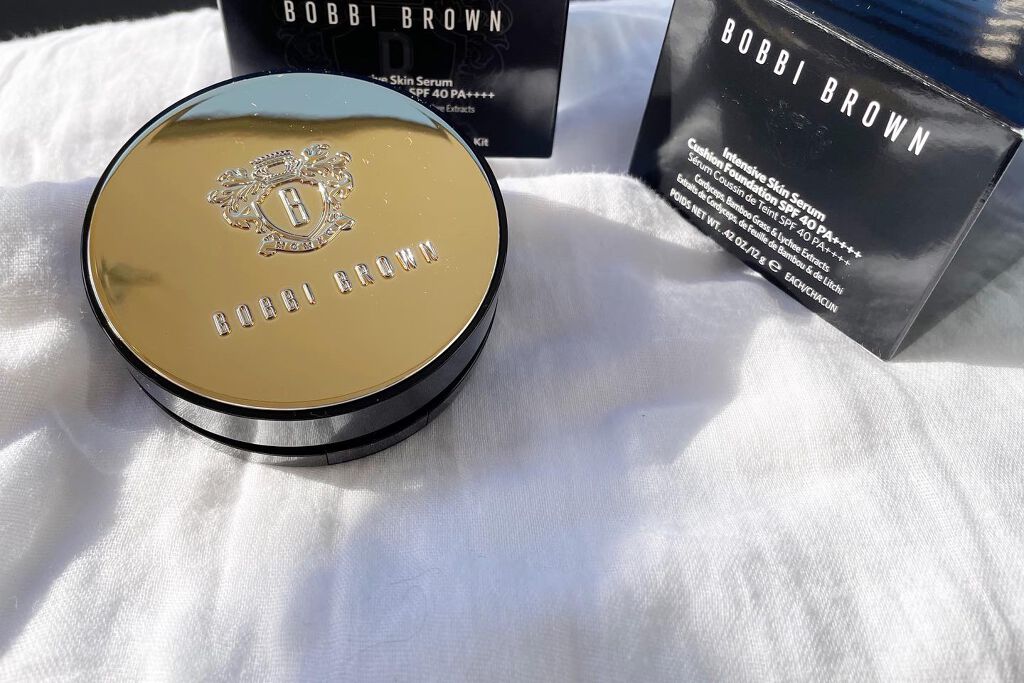 BOBBI BROWN
Skin Serum
SPF 40 PA++++
Extracts
Kit
BOBBI BROWN
Intensive Skin Serum
Cushion Foundation SPF 40 PA++++
Sérum Coussin de Teint SPF 40 PA++++
Cordyceps, Bamboo Grass & Lychee Extracts
Extraits de Cordyceps, de Feuille de Bambou & de Litchi
POIDS NET WT. .42 OZ./12 g ℮ EACH/CHACUN
B
BOBBI BROWN